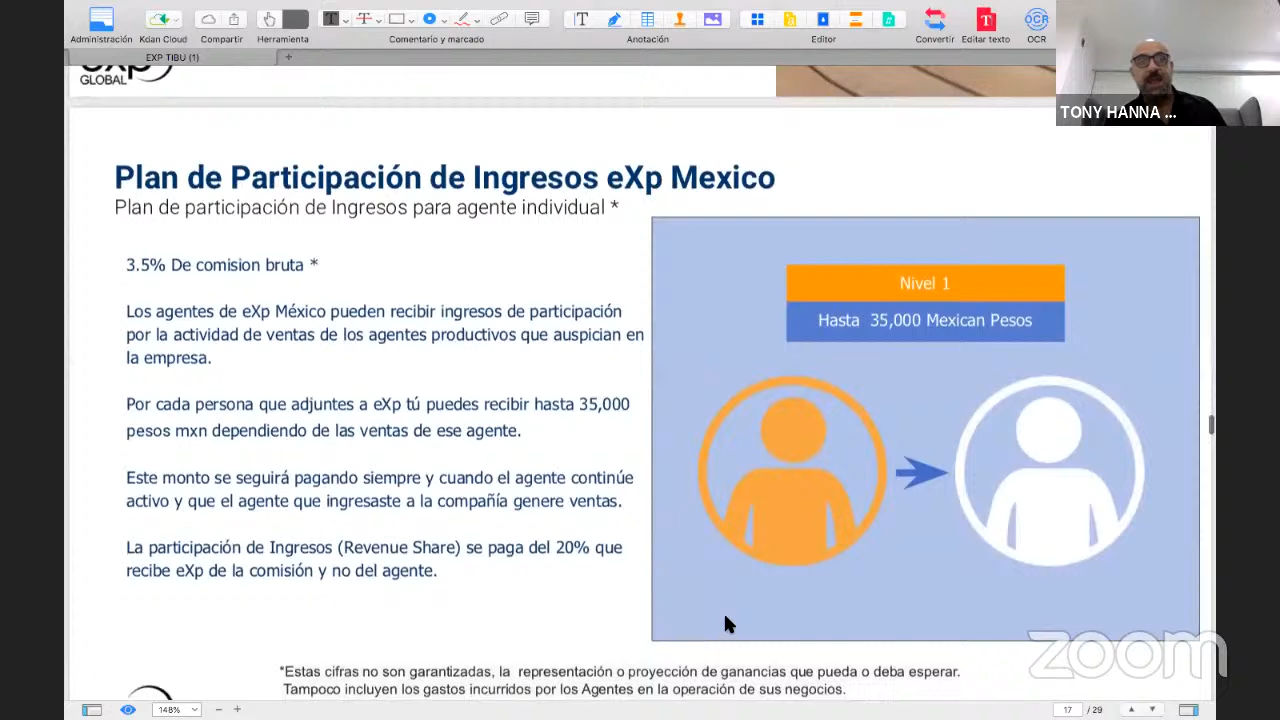 Administración
Kdan Cloud
Compartir
Herramienta
Comentario y marcado
Anotación
Editor
Convertir
Editar texto
OCR
OCR
T
T
T
T
EXP TIBU (1)
+
exp
GLOBAL
TONY HANNA ...
Plan de Participación de Ingresos eXp Mexico
Plan de participación de Ingresos para agente individual *
3.5% De comision bruta *
Los agentes de eXp México pueden recibir ingresos de participación
por la actividad de ventas de los agentes productivos que auspician en
la empresa.
Por cada persona que adjuntes a eXp tú puedes recibir hasta 35,000
pesos mxn dependiendo de las ventas de ese agente.
Este monto se seguirá pagando siempre y cuando el agente continúe
activo y que el agente que ingresaste a la compañía genere ventas.
La participación de Ingresos (Revenue Share) se paga del 20% que
recibe eXp de la comisión y no del agente.
Nivel 1
Hasta 35,000 Mexican Pesos
*Estas cifras no son garantizadas, la representación o proyección de ganancias que pueda o deba esperar.
Tampoco incluyen los gastos incurridos por los Agentes en la operación de sus negocios.
zoom
148%
− +
17 / 29